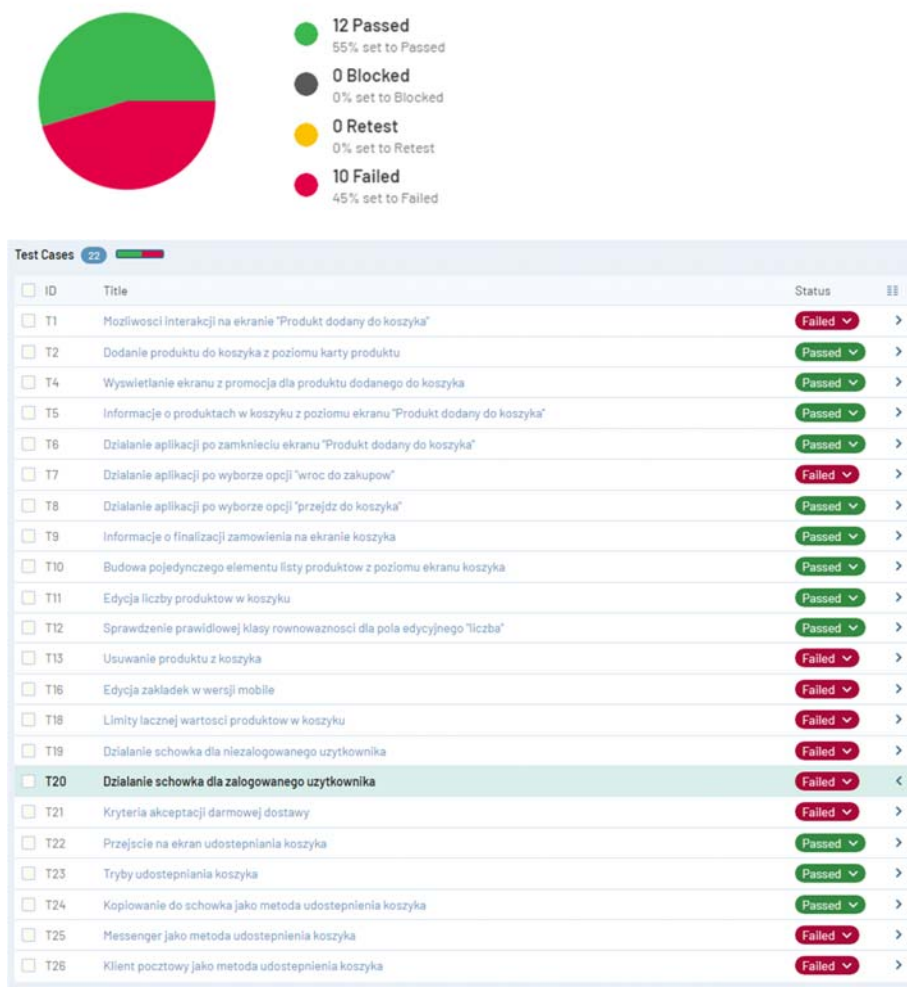 12 Passed
55% set to Passed
0 Blocked
0% set to Blocked
0 Retest
0% set to Retest
10 Failed
45% set to Failed
Test Cases 22
ID Title Status
T1 Mozliwosci interakcji na ekranie "Produkt dodany do koszyka" Failed
T2 Dodanie produktu do koszyka z poziomu karty produktu Passed
T4 Wyswietlanie ekranu z promocja dla produktu dodanego do koszyka Passed
T5 Informacje o produktach w koszyku z poziomu ekranu "Produkt dodany do koszyka" Passed
T6 Dzialanie aplikacji po zamknieciu ekranu "Produkt dodany do koszyka" Passed
T7 Dzialanie aplikacji po wyborze opcji "wroc do zakupow" Failed
T8 Dzialanie aplikacji po wyborze opcji "przejdz do koszyka" Passed
T9 Informacje o finalizacji zamowienia na ekranie koszyka Passed
T10 Budowa pojedynczego elementu listy produktow z poziomu ekranu koszyka Passed
T11 Edycja liczby produktow w koszyku Passed
T12 Sprawdzenie prawidlowej klasy rownowaznosci dla pola edycyjnego "liczba" Passed
T13 Usuwanie produktu z koszyka Failed
T16 Edycja zakladek w wersji mobile Failed
T18 Limity lacznej wartosci produktow w koszyku Failed
T19 Dzialanie schowka dla niezalogowanego uzytkownika Failed
T20 Dzialanie schowka dla zalogowanego uzytkownika Failed
T21 Kryteria akceptacji darmowej dostawy Failed
T22 Przejscie na ekran udostepniania koszyka Passed
T23 Tryby udostepniania koszyka Passed
T24 Kopiowanie do schowka jako metoda udostepnienia koszyka Passed
T25 Messenger jako metoda udostepnienia koszyka Failed
T26 Klient pocztowy jako metoda udostepnienia koszyka Failed